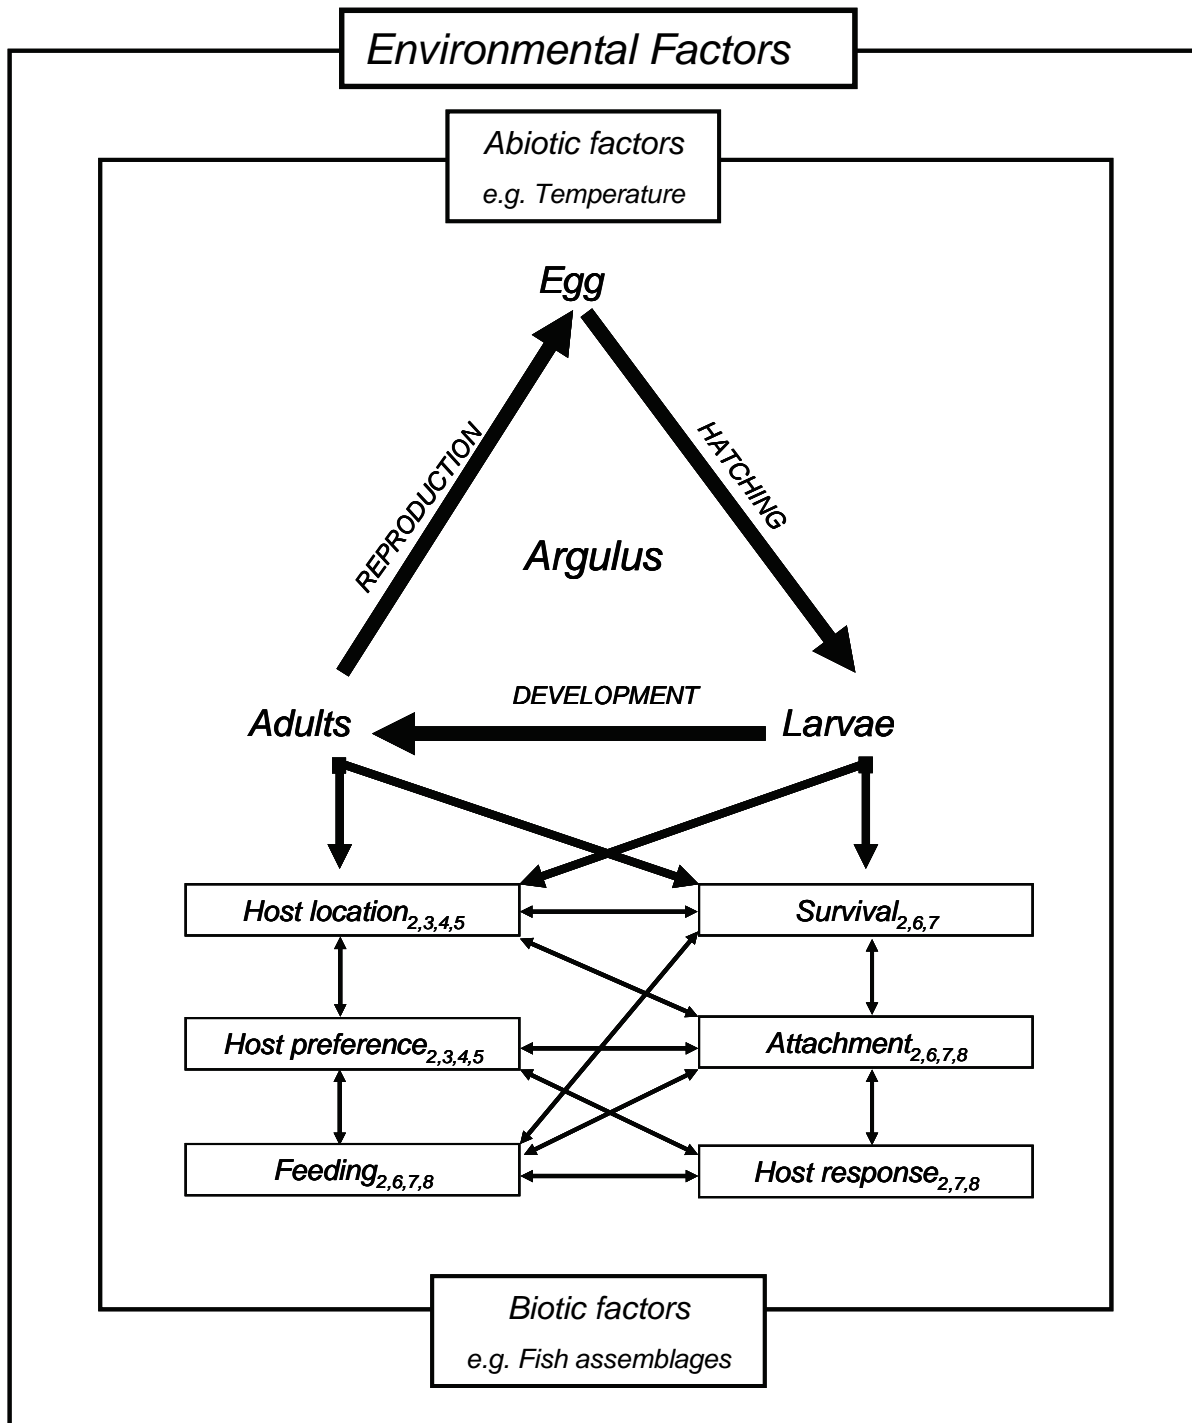 Environmental Factors
Abiotic factors
e.g. Temperature
Egg
REPRODUCTION
HATCHING
Argulus
DEVELOPMENT
Adults
Larvae
Host location2,3,4,5
Survival2,6,7
Host preference2,3,4,5
Attachment2,6,7,8
Feeding2,6,7,8
Host response2,7,8
Biotic factors
e.g. Fish assemblages